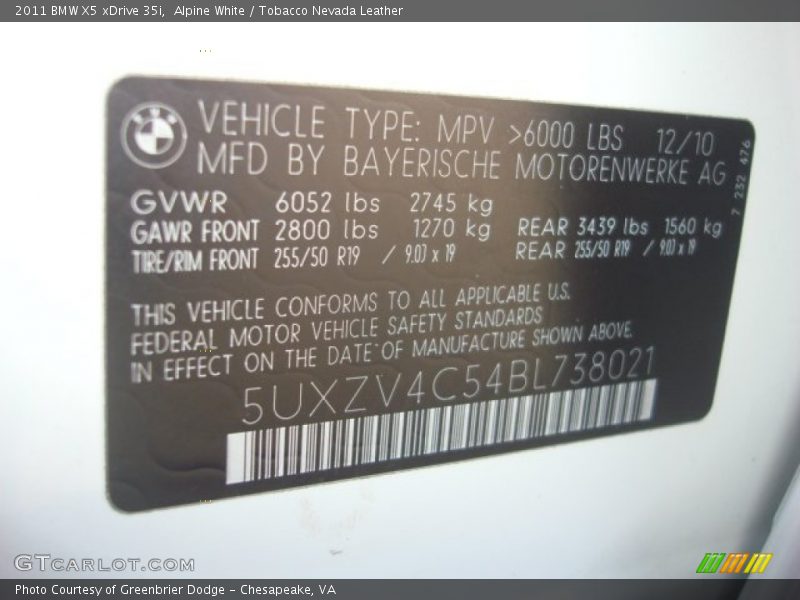 2011 BMW X5 xDrive 35i,  Alpine White / Tobacco Nevada Leather
VEHICLE TYPE: MPV >6000 LBS 12/10
MFD BY BAYERISCHE MOTORENWERKE AG
GVWR 6052 lbs 2745 kg
GAWR FRONT 2800 lbs 1270 kg REAR 3439 lbs 1560 kg
TIRE/RIM FRONT 255/50 R19 / 9.0J x 19 REAR 255/50 R19 / 9.0J x 19
7 232 476
THIS VEHICLE CONFORMS TO ALL APPLICABLE U.S.
FEDERAL MOTOR VEHICLE SAFETY STANDARDS
IN EFFECT ON THE DATE OF MANUFACTURE SHOWN ABOVE.
5UXZV4C54BL738021
GTCARLOT.COM
Photo Courtesy of Greenbrier Dodge – Chesapeake, VA